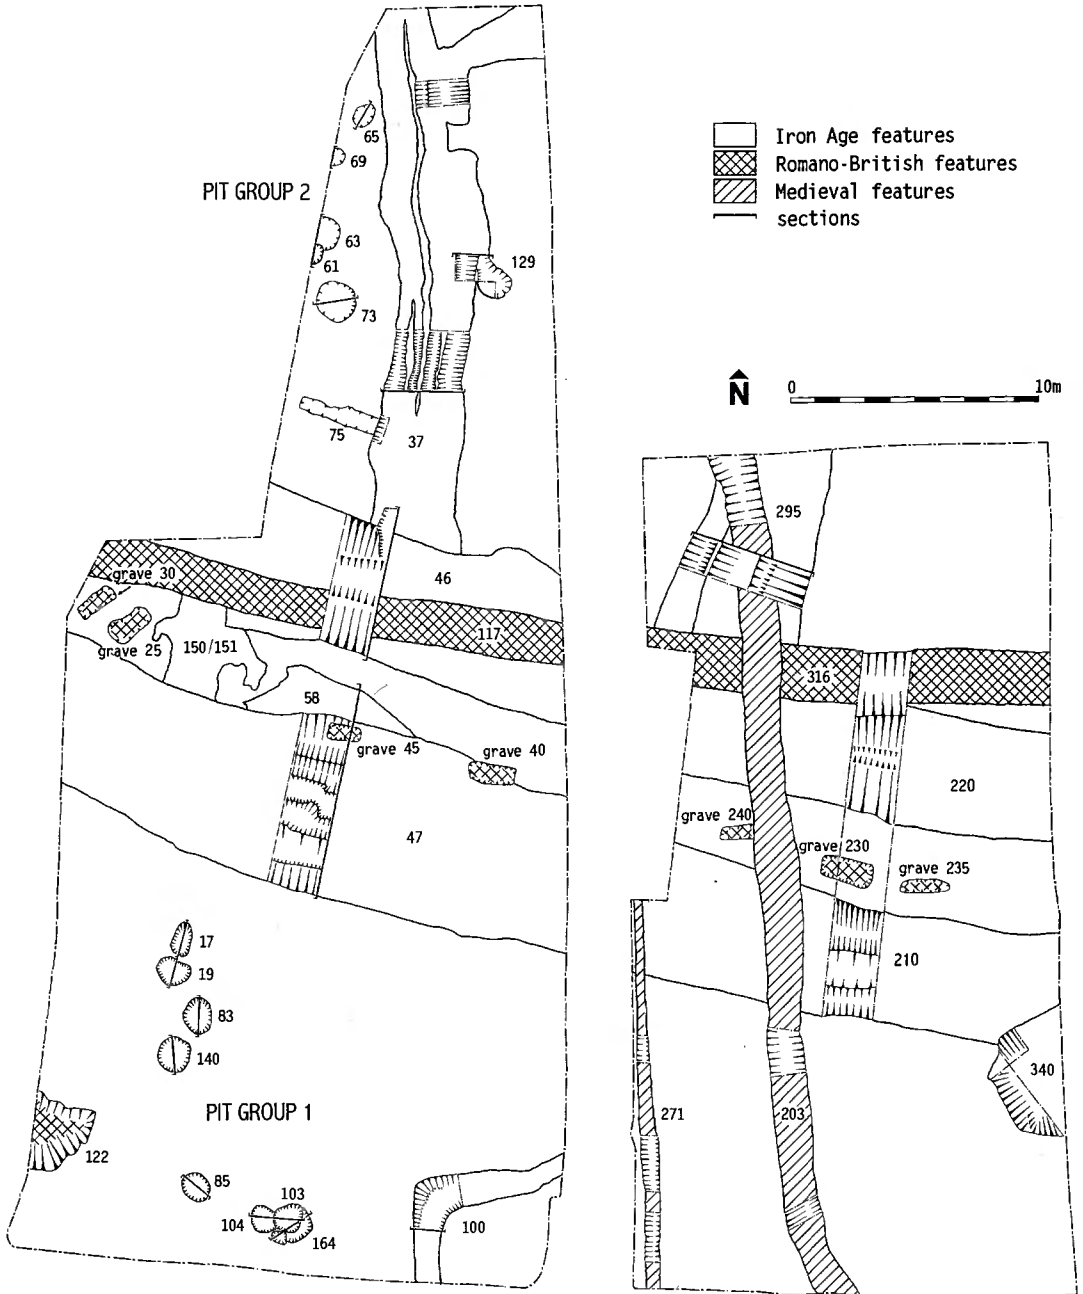 65
69
PIT GROUP 2
63
61
129
73
75
37
46
grave 30
117
grave 25
150/151
58
grave 45
grave 40
47
17
19
83
140
PIT GROUP 1
122
85
103
104
164
100
Iron Age features
Romano-British features
Medieval features
sections
N
0 10m
295
316
220
grave 240
grave 230
grave 235
210
340
271
203